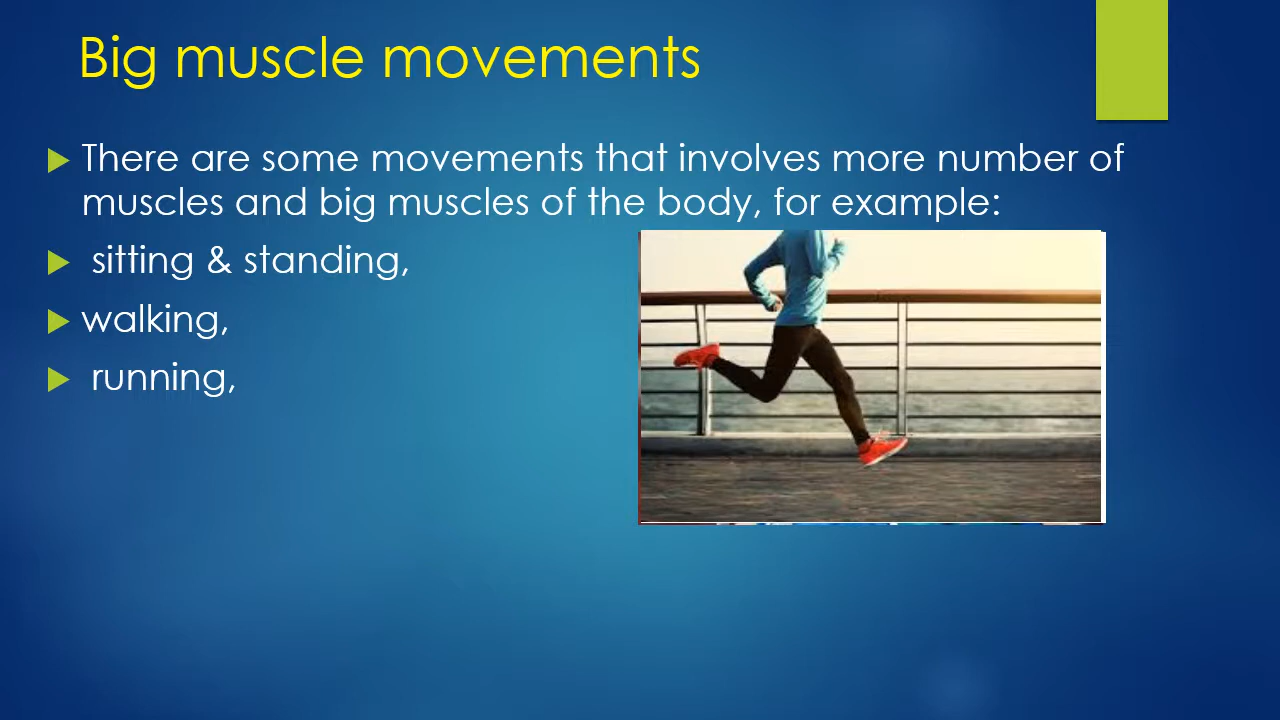 Big muscle movements
There are some movements that involves more number of
muscles and big muscles of the body, for example:
sitting & standing,
walking,
running,